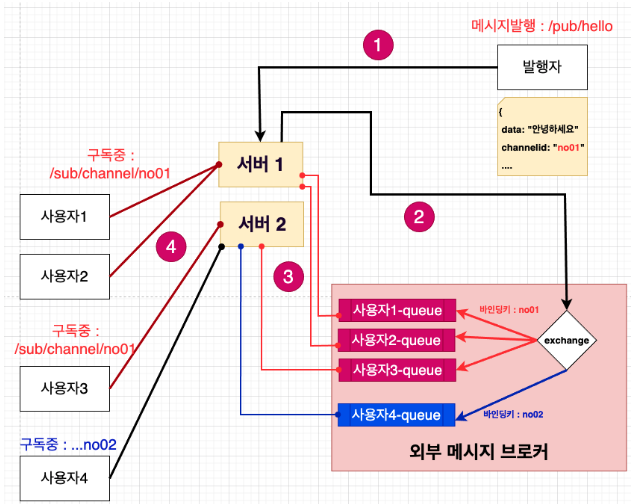 메시지발행 : /pub/hello
1
발행자
{
data: "안녕하세요"
channelid: "no01"
....
구독중 :
/sub/channel/no01
서버 1
사용자1
2
서버 2
4
사용자2
3
사용자1-queue
바인딩키 : no01
구독중 :
/sub/channel/no01
사용자2-queue
exchange
사용자3-queue
사용자3
사용자4-queue
바인딩키 : no02
구독중 : ...no02
외부 메시지 브로커
사용자4